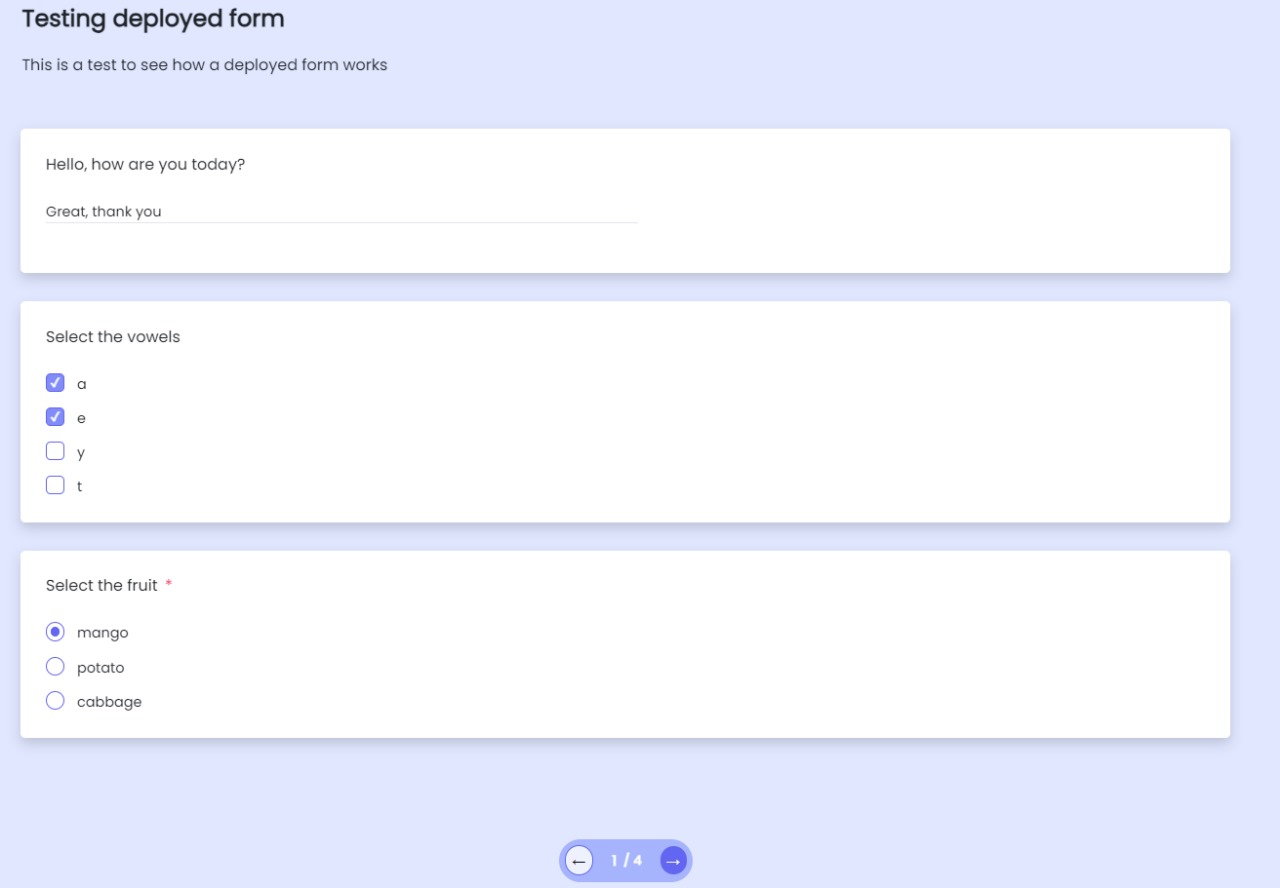 Testing deployed form
This is a test to see how a deployed form works
Hello, how are you today?
Great, thank you
Select the vowels
a
e
y
t
Select the fruit *
mango
potato
cabbage
← 1 / 4 →